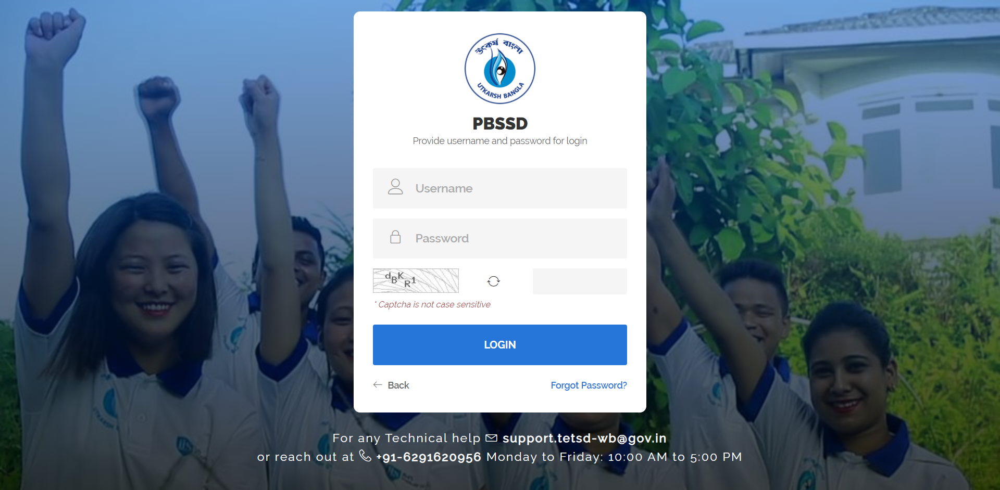 উৎকর্ষ বাংলা
UTKARSH BANGLA
PBSSD
Provide username and password for login
Username
Password
dBKR1
* Captcha is not case sensitive
LOGIN
Back
Forgot Password?
For any Technical help support.tetsd-wb@gov.in
or reach out at +91-6291620956 Monday to Friday: 10:00 AM to 5:00 PM